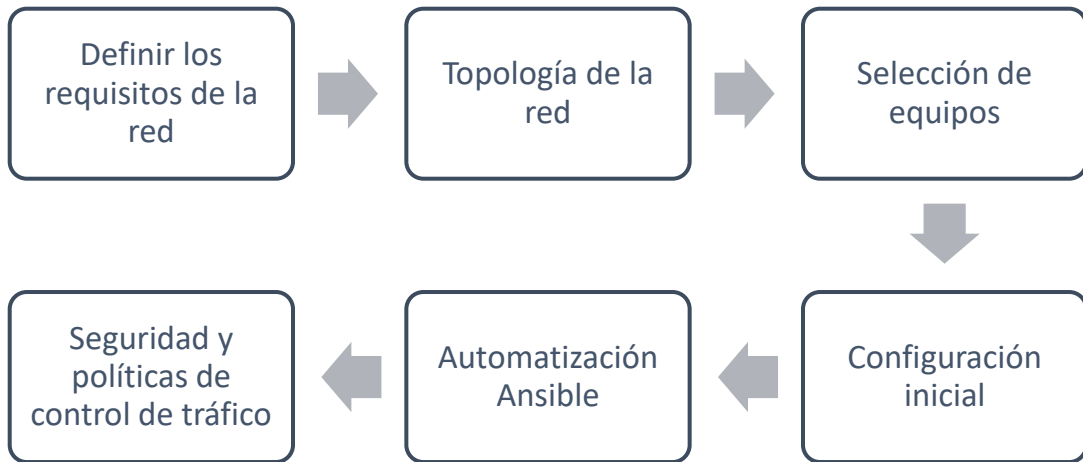 Definir los
requisitos de la
red
Topología de la
red
Selección de
equipos
Configuración
inicial
Automatización
Ansible
Seguridad y
políticas de
control de tráfico